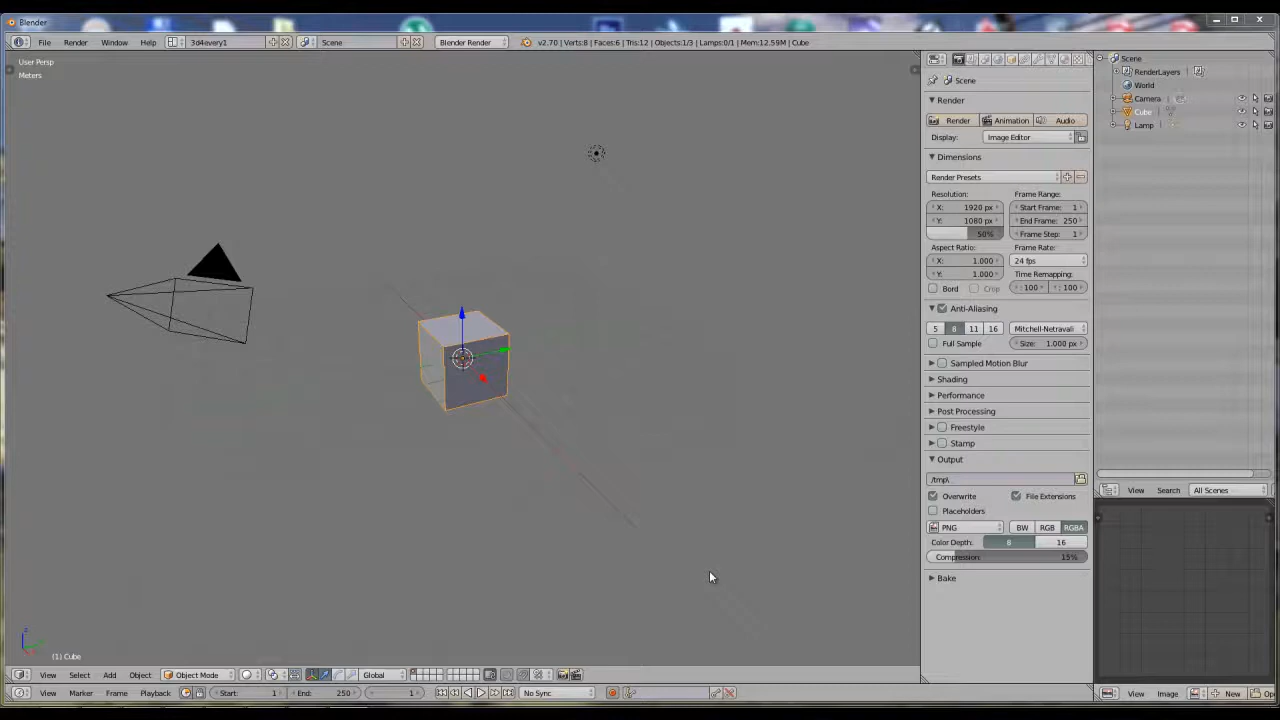 Blender
File Render Window Help 3d4every1 Scene Blender Render v2.70 | Verts:8 | Faces:6 | Tris:12 | Objects:1/3 | Lamps:0/1 | Mem:12.59M | Cube
User Persp
Meters
Scene
Render
Render Animation Audio
Display: Image Editor
Dimensions
Render Presets
Resolution: Frame Range:
X: 1920 px Start Frame: 1
Y: 1080 px End Frame: 250
50% Frame Step: 1
Aspect Ratio: Frame Rate:
X: 1.000 24 fps
Y: 1.000 Time Remapping:
Bord Crop : 100 : 100
Anti-Aliasing
5 8 11 16 Mitchell-Netravali
Full Sample Size: 1.000 px
Sampled Motion Blur
Shading
Performance
Post Processing
Freestyle
Stamp
Output
/tmp\
Overwrite File Extensions
Placeholders
PNG BW RGB RGBA
Color Depth: 8 16
Compression: 15%
Bake
Scene
RenderLayers
World
Camera
Cube
Lamp
View Search All Scenes
(1) Cube
View Select Add Object Object Mode Global
View Marker Frame Playback Start: 1 End: 250 1 No Sync
View Image New Op